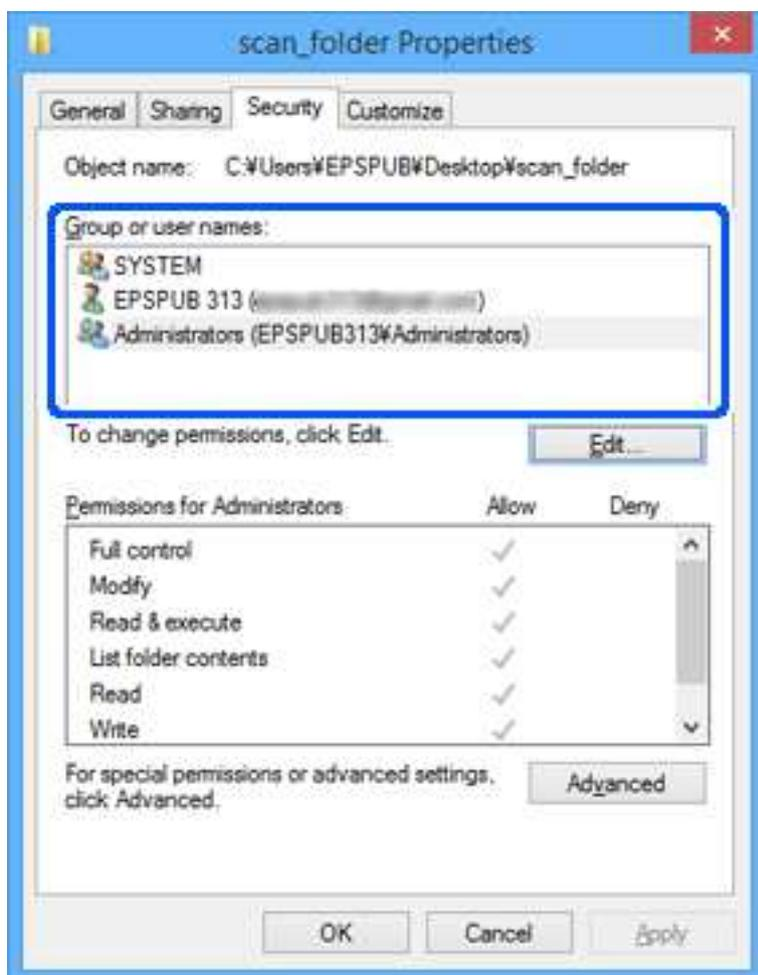 scan_folder Properties
General Sharing Security Customize
Object name: C:¥Users¥EPSPUB¥Desktop¥scan_folder
Group or user names:
SYSTEM
EPSPUB 313 ( )
Administrators (EPSPUB313¥Administrators)
To change permissions, click Edit.
Edit...
Permissions for Administrators Allow Deny
Full control
Modify
Read & execute
List folder contents
Read
Write
For special permissions or advanced settings,
click Advanced.
Advanced
OK Cancel Apply